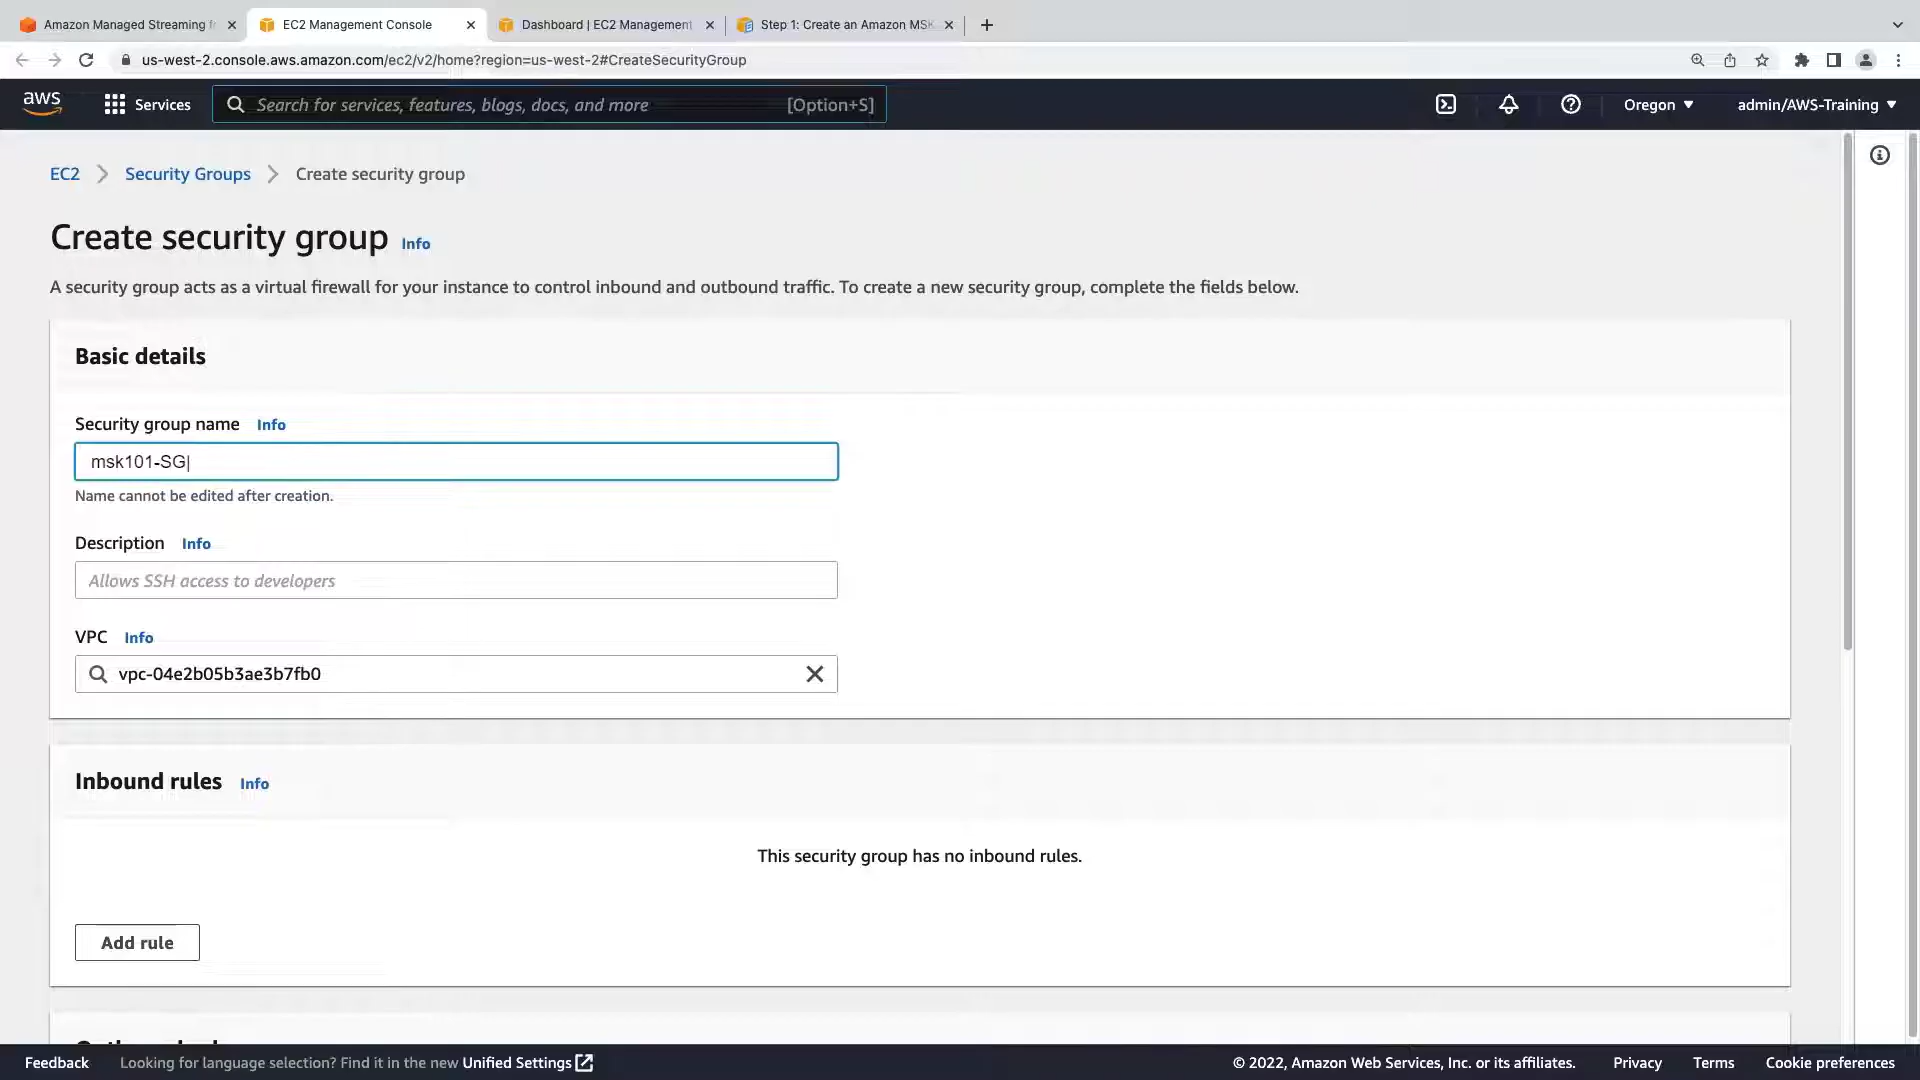 Amazon Managed Streaming f
EC2 Management Console
Dashboard | EC2 Management
Step 1: Create an Amazon MSK
us-west-2.console.aws.amazon.com/ec2/v2/home?region=us-west-2#CreateSecurityGroup
aws
Services
Search for services, features, blogs, docs, and more
[Option+S]
Oregon
admin/AWS-Training
EC2
Security Groups
Create security group
Create security group Info
A security group acts as a virtual firewall for your instance to control inbound and outbound traffic. To create a new security group, complete the fields below.
Basic details
Security group name Info
msk101-SG
Name cannot be edited after creation.
Description Info
Allows SSH access to developers
VPC Info
vpc-04e2b05b3ae3b7fb0
Inbound rules Info
This security group has no inbound rules.
Add rule
Feedback
Looking for language selection? Find it in the new Unified Settings
© 2022, Amazon Web Services, Inc. or its affiliates.
Privacy
Terms
Cookie preferences